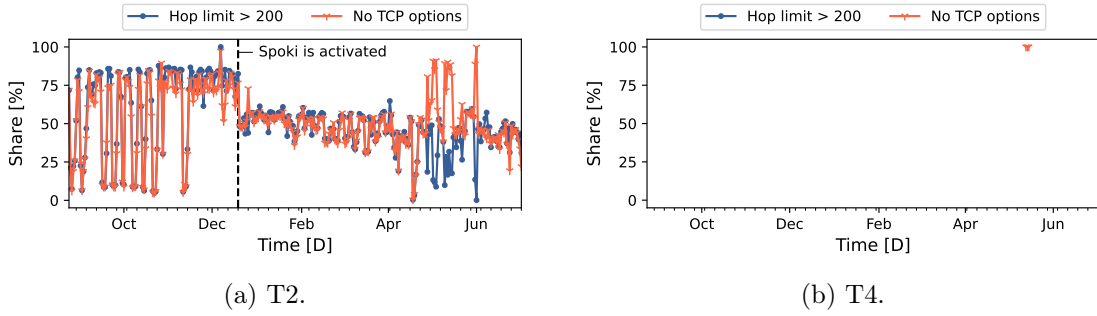 Hop limit > 200 No TCP options
100
75
50
25
0
Share [%]
Spoki is activated
Oct Dec Feb Apr Jun
Time [D]
(a) T2.
Hop limit > 200 No TCP options
100
75
50
25
0
Share [%]
Oct Dec Feb Apr Jun
Time [D]
(b) T4.